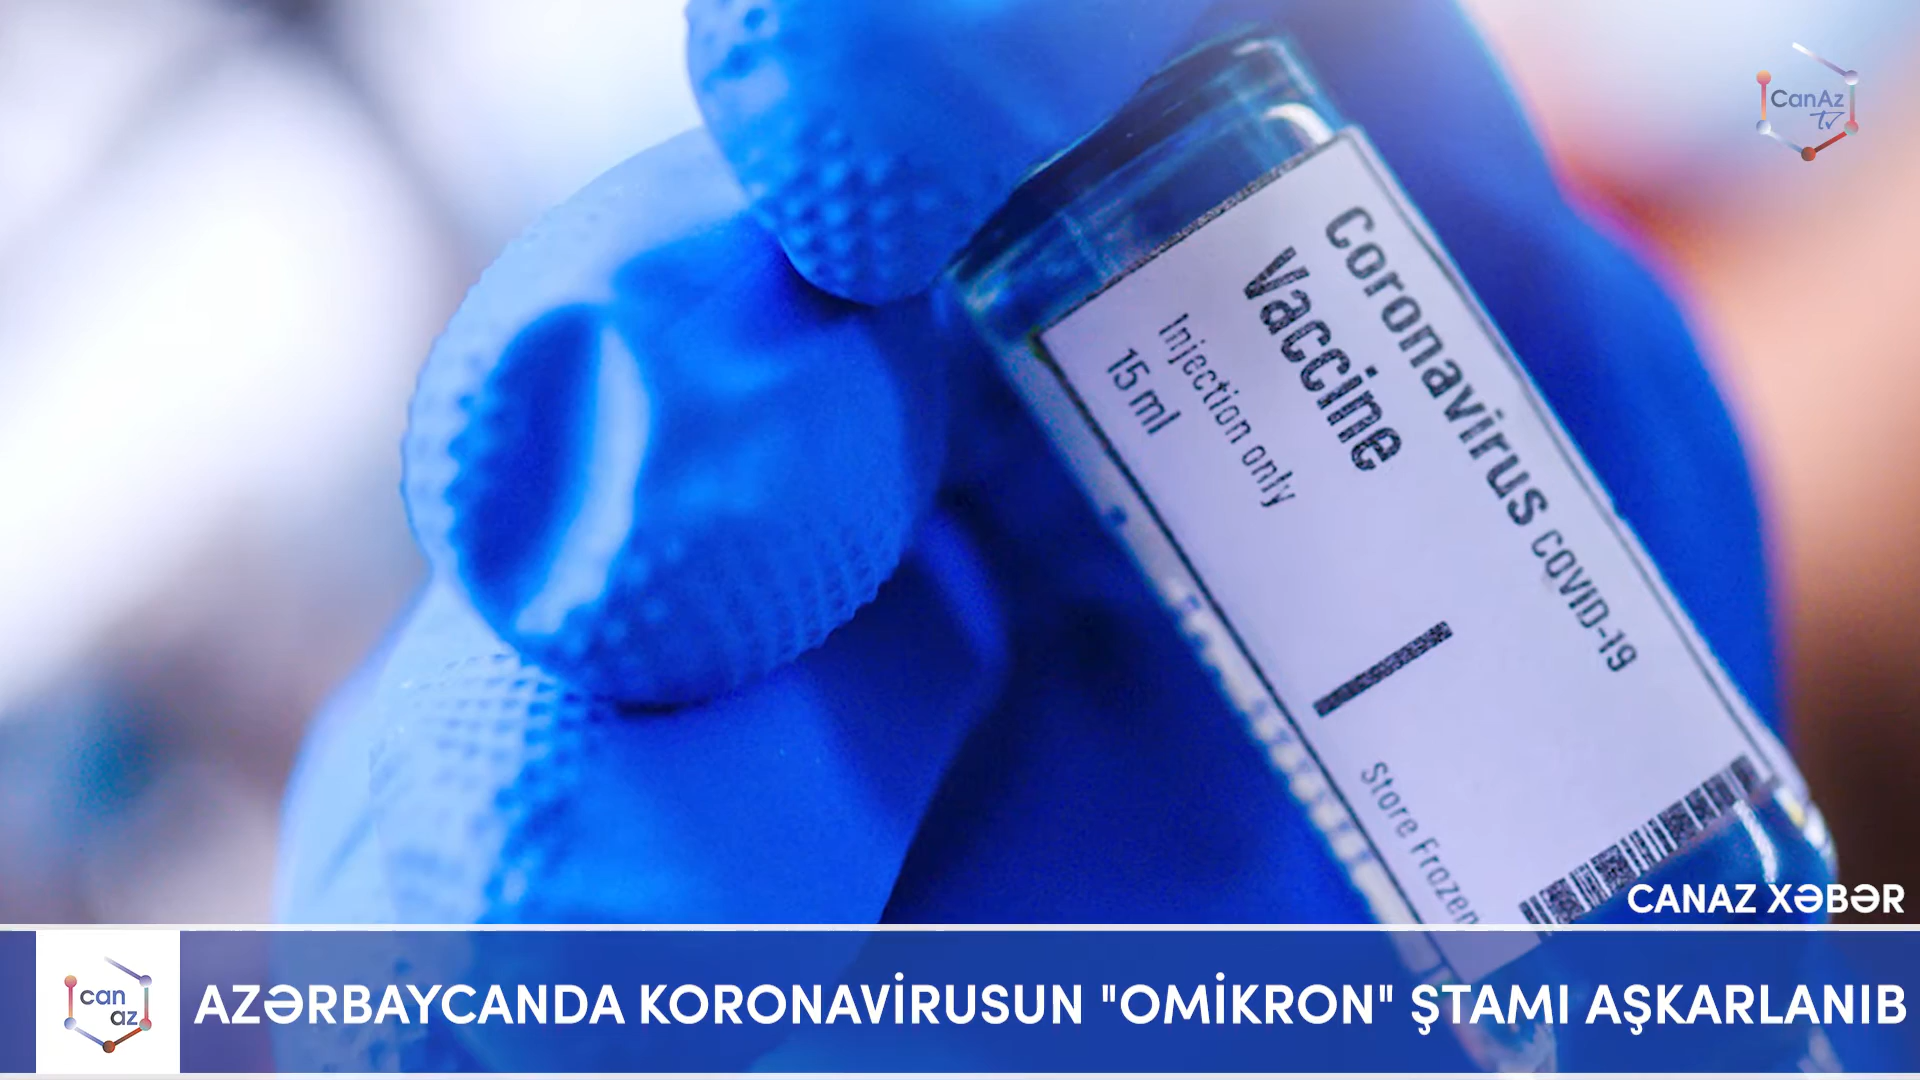 CanAz
tv
Coronavirus COVID-19
Vaccine
Injection only
15 ml
Store Frozen
CANAZ XƏBƏR
can
az
AZƏRBAYCANDA KORONAVİRUSUN "OMİKRON" ŞTAMI AŞKARLANIB